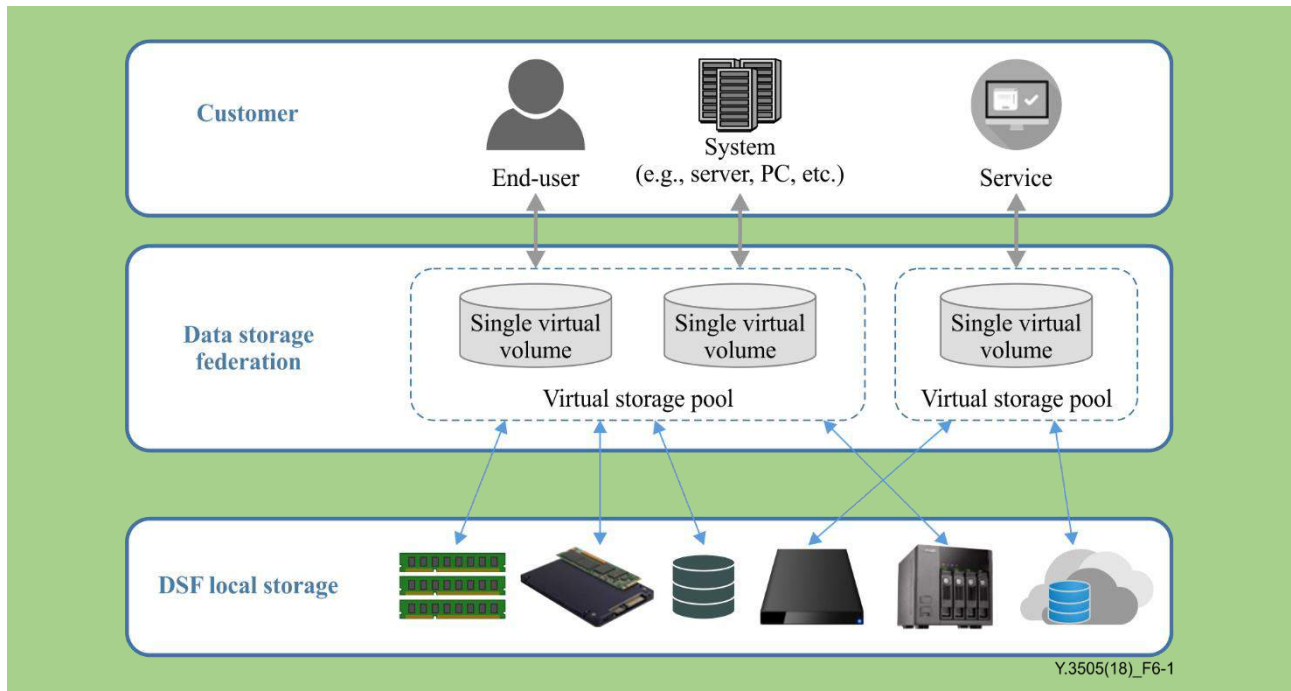 Customer
End-user
System
(e.g., server, PC, etc.)
Service
Data storage
federation
Single virtual
volume
Single virtual
volume
Single virtual
volume
Virtual storage pool
Virtual storage pool
DSF local storage
Y.3505(18)_F6-1